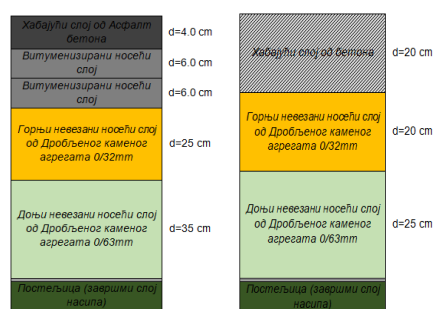 Хабајући слој од Асфалт
бетона
d=4.0 cm
Витуменизирани носећи
слој
d=6.0 cm
Витуменизирани носећи
слој
d=6.0 cm
Горњи невезани носећи слој
од Дробљеног каменог
агрегата 0/32mm
d=25 cm
Доњи невезани носећи слој
од Дробљеног каменог
агрегата 0/63mm
d=35 cm
Постељица (завршми слој
насипа)
Хабајући слој од бетона
d=20 cm
Горњи невезани носећи слој
од Дробљеног каменог
агрегата 0/32mm
d=20 cm
Доњи невезани носећи слој
од Дробљеног каменог
агрегата 0/63mm
d=25 cm
Постељица (завршми слој
насипа)